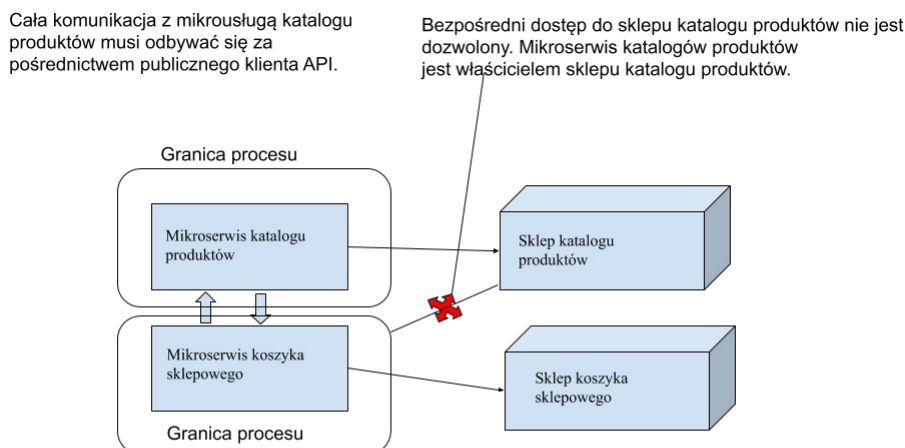 Cała komunikacja z mikrousługą katalogu
produktów musi odbywać się za
pośrednictwem publicznego klienta API.
Bezpośredni dostęp do sklepu katalogu produktów nie jest
dozwolony. Mikroserwis katalogów produktów
jest właścicielem sklepu katalogu produktów.
Granica procesu
Mikroserwis katalogu
produktów
Sklep katalogu
produktów
Mikroserwis koszyka
sklepowego
Sklep koszyka
sklepowego
Granica procesu